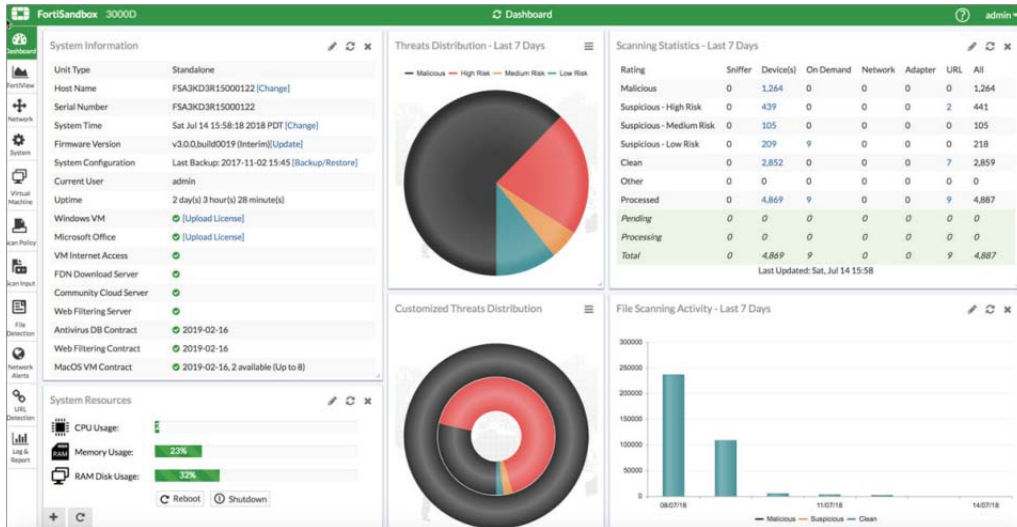 FortiSandbox 3000D
Dashboard
admin
Dashboard
FortiView
Network
System
Virtual
Machine
Scan Policy
Scan Input
File
Detection
Network
Alerts
URL
Detection
Log &
Report
System Information
Unit Type Standalone
Host Name FSA3KD3R15000122 [Change]
Serial Number FSA3KD3R15000122
System Time Sat Jul 14 15:58:18 2018 PDT [Change]
Firmware Version v3.0.0,build0019 (Interim)[Update]
System Configuration Last Backup: 2017-11-02 15:45 [Backup/Restore]
Current User admin
Uptime 2 day(s) 3 hour(s) 28 minute(s)
Windows VM [Upload License]
Microsoft Office [Upload License]
VM Internet Access
FDN Download Server
Community Cloud Server
Web Filtering Server
Antivirus DB Contract 2019-02-16
Web Filtering Contract 2019-02-16
MacOS VM Contract 2019-02-16, 2 available (Up to 8)
System Resources
CPU Usage:
RAM Memory Usage: 23%
RAM Disk Usage: 32%
Reboot Shutdown
Threats Distribution - Last 7 Days
Malicious High Risk Medium Risk Low Risk
Customized Threats Distribution
Scanning Statistics - Last 7 Days
Rating Sniffer Device(s) On Demand Network Adapter URL All
Malicious 0 1,264 0 0 0 0 1,264
Suspicious - High Risk 0 439 0 0 0 2 441
Suspicious - Medium Risk 0 105 0 0 0 0 105
Suspicious - Low Risk 0 209 9 0 0 0 218
Clean 0 2,852 0 0 0 7 2,859
Other 0 0 0 0 0 0 0
Processed 0 4,869 9 0 0 9 4,887
Pending 0 0 0 0 0 0 0
Processing 0 0 0 0 0 0 0
Total 0 4,869 9 0 0 9 4,887
Last Updated: Sat, Jul 14 15:58
File Scanning Activity - Last 7 Days
300000
250000
200000
150000
100000
50000
0
08/07/18 11/07/18 14/07/18
Malicious Suspicious Clean